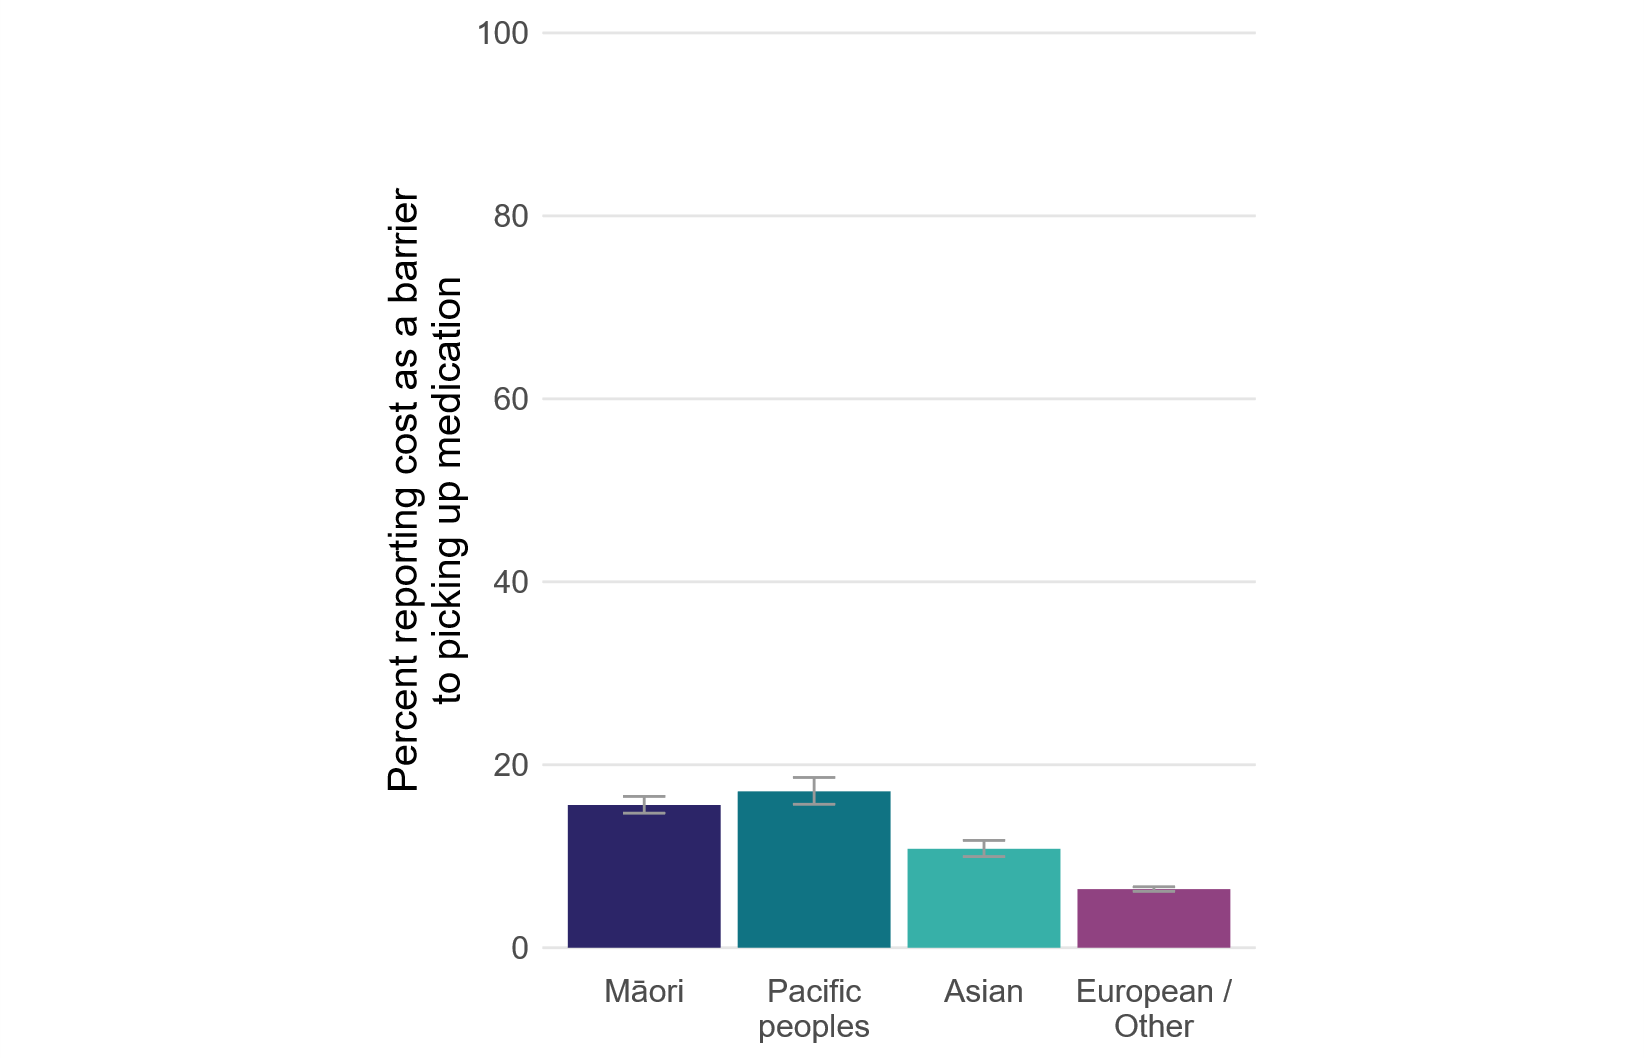 Percent reporting cost as a barrier
to picking up medication
100
80
60
40
20
0
Māori
Pacific
peoples
Asian
European /
Other